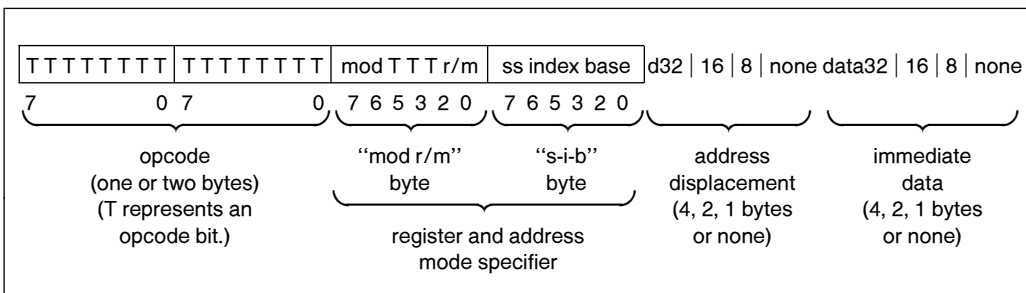 T T T T T T T T T T T T T T T T mod T T T r/m ss index base d32 | 16 | 8 | none data32 | 16 | 8 | none
7 0 7 0 7 6 5 3 2 0 7 6 5 3 2 0
opcode
(one or two bytes)
(T represents an
opcode bit.)
‘‘mod r/m’’
byte
‘‘s-i-b’’
byte
register and address
mode specifier
address
displacement
(4, 2, 1 bytes
or none)
immediate
data
(4, 2, 1 bytes
or none)